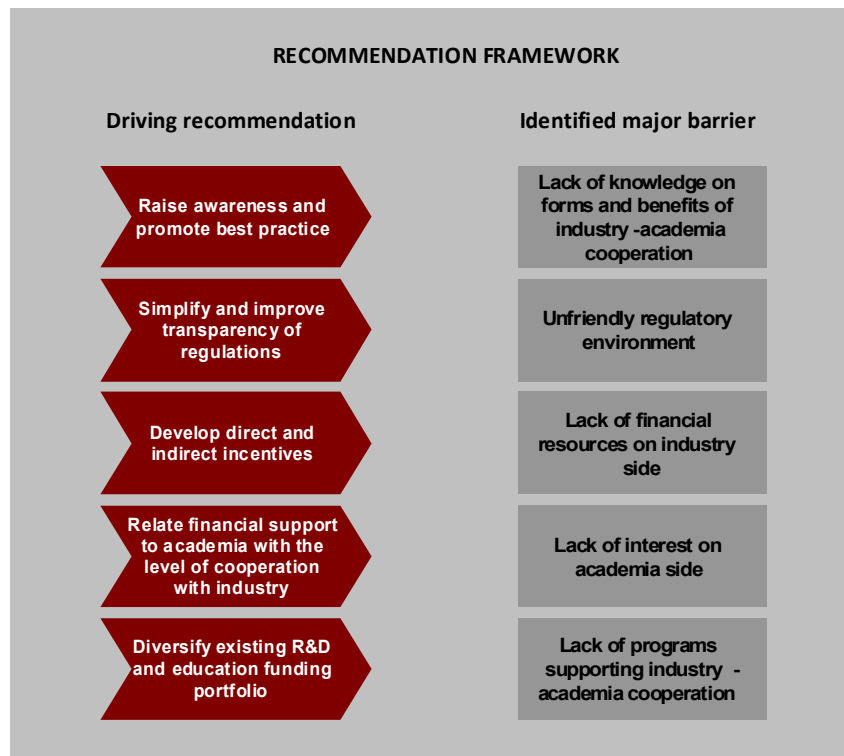 RECOMMENDATION FRAMEWORK
Driving recommendation
Identified major barrier
Raise awareness and
promote best practice
Lack of knowledge on
forms and benefits of
industry -academia
cooperation
Simplify and improve
transparency of
regulations
Unfriendly regulatory
environment
Develop direct and
indirect incentives
Lack of financial
resources on industry
side
Relate financial support
to academia with the
level of cooperation
with industry
Lack of interest on
academia side
Diversify existing R&D
and education funding
portfolio
Lack of programs
supporting industry -
academia cooperation